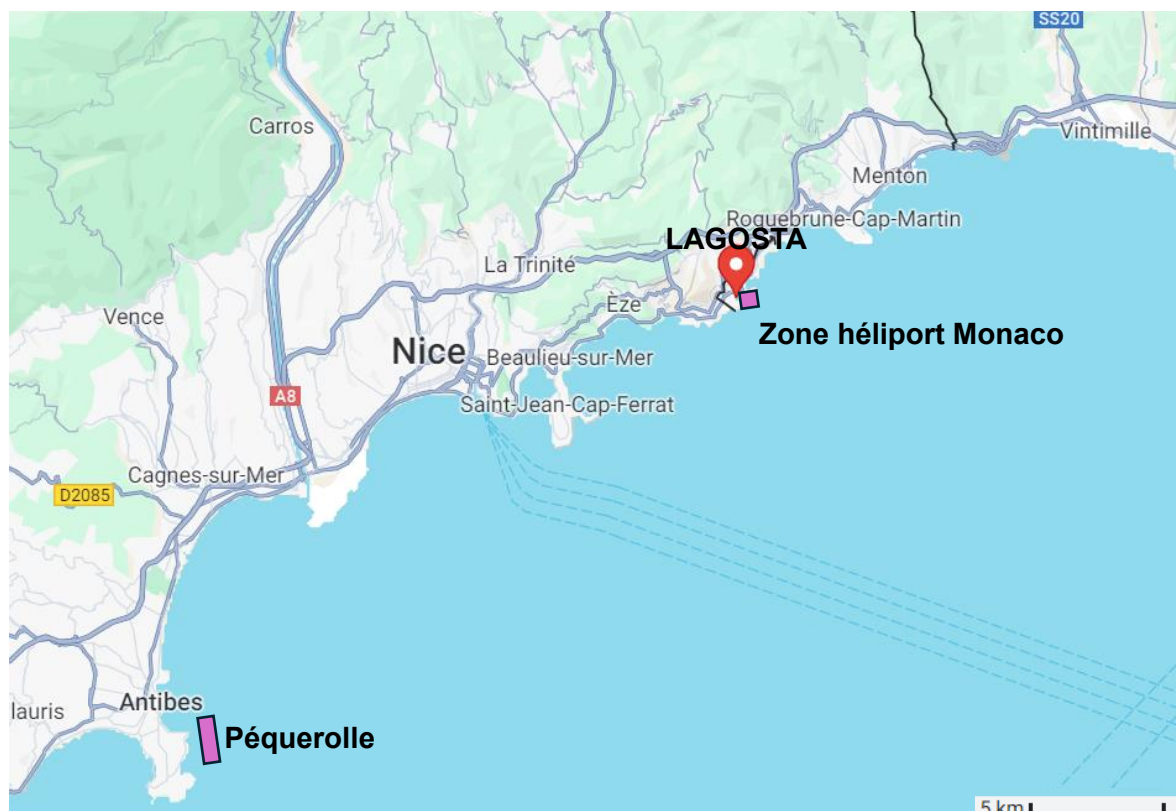 SS20
Carros
Vintimille
Menton
Roquebrune-Cap-Martin
LAGOSTA
La Trinité
Èze
Vence
Zone héliport Monaco
Nice
Beaulieu-sur-Mer
A8
Saint-Jean-Cap-Ferrat
Cagnes-sur-Mer
D2085
Antibes
lauris
Péquerolle
5 km